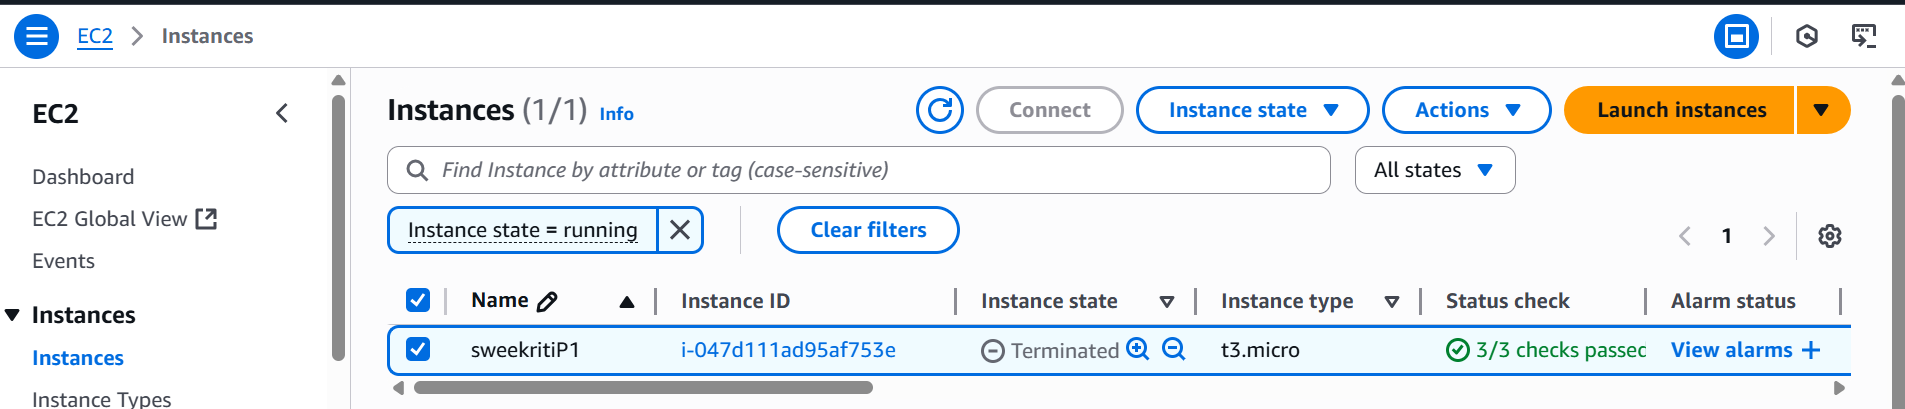 EC2 > Instances
EC2
Dashboard
EC2 Global View
Events
Instances
Instances
Instance Types
Instances (1/1) Info
Connect
Instance state
Actions
Launch instances
Find Instance by attribute or tag (case-sensitive)
All states
Instance state = running
Clear filters
1
Name Instance ID Instance state Instance type Status check Alarm status
sweekritiP1 i-047d111ad95af753e Terminated t3.micro 3/3 checks passed View alarms +